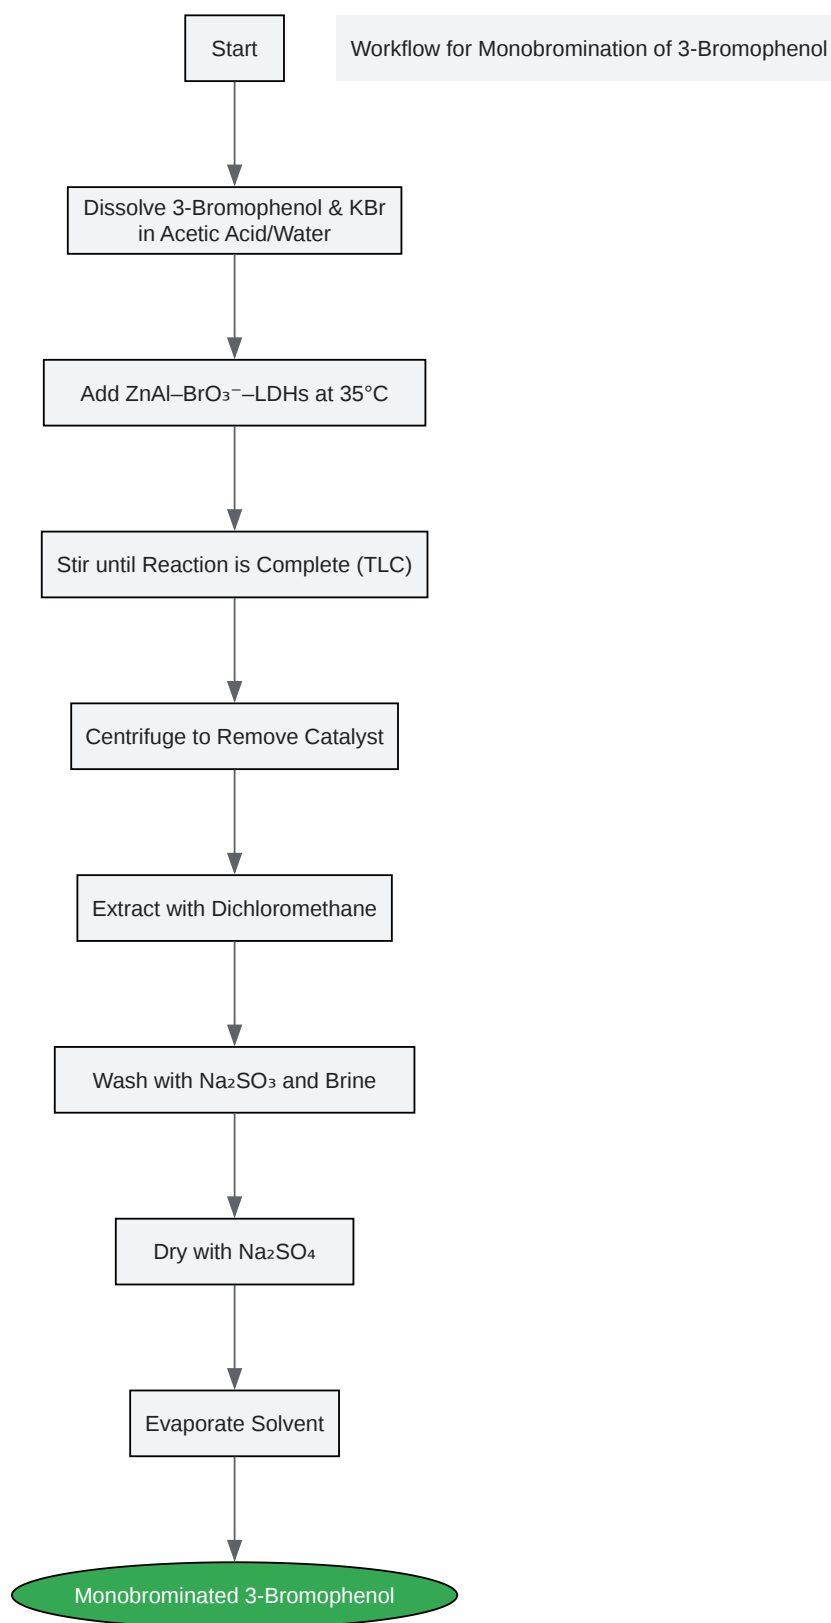 Start
Workflow for Monobromination of 3-Bromophenol
Dissolve 3-Bromophenol & KBr
in Acetic Acid/Water
Add ZnAl–BrO₃⁻–LDHs at 35°C
Stir until Reaction is Complete (TLC)
Centrifuge to Remove Catalyst
Extract with Dichloromethane
Wash with Na₂SO₃ and Brine
Dry with Na₂SO₄
Evaporate Solvent
Monobrominated 3-Bromophenol